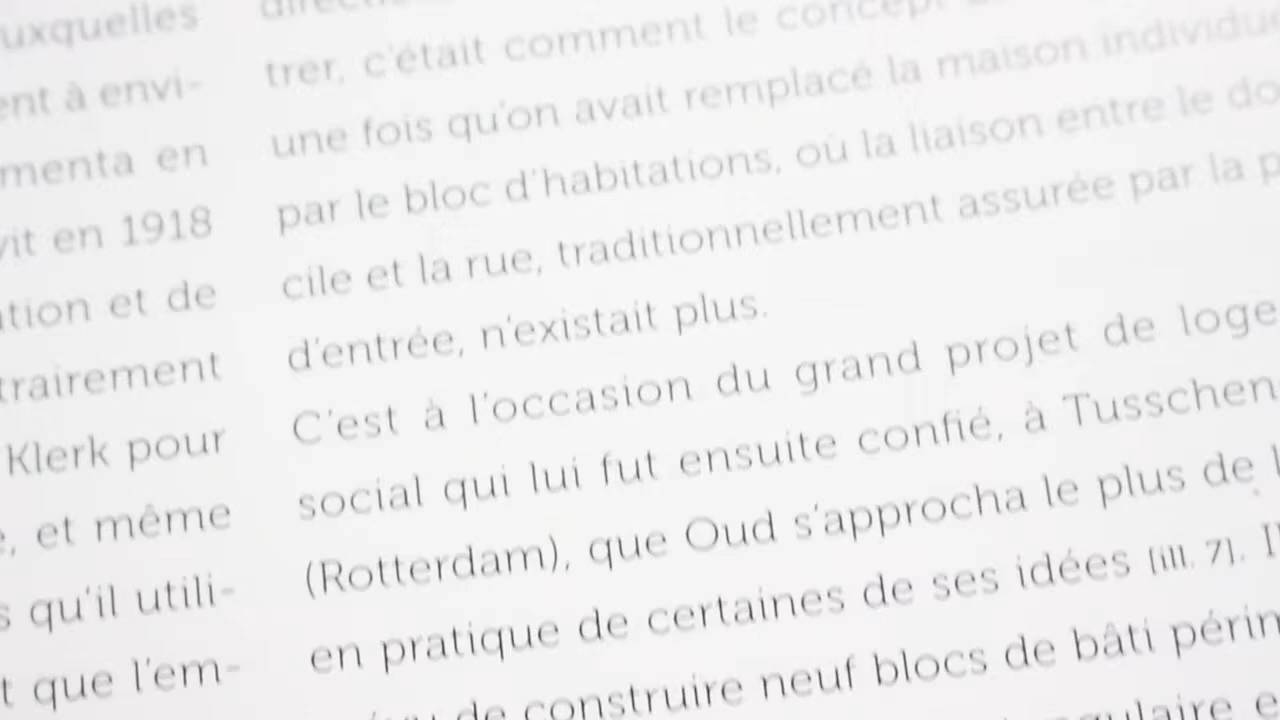 uxquelles
ent à envi-
menta en
vit en 1918
ation et de
trairement
Klerk pour
e, et même
s qu'il utili-
t que l'em-
trer, c'était comment le concept
une fois qu'on avait remplacé la maison individue
par le bloc d'habitations, où la liaison entre le do
cile et la rue, traditionnellement assurée par la p
d'entrée, n'existait plus.
C'est à l'occasion du grand projet de loge
social qui lui fut ensuite confié, à Tusschen
(Rotterdam), que Oud s'approcha le plus de l
en pratique de certaines de ses idées [ill. 7]. I
de construire neuf blocs de bâti périn